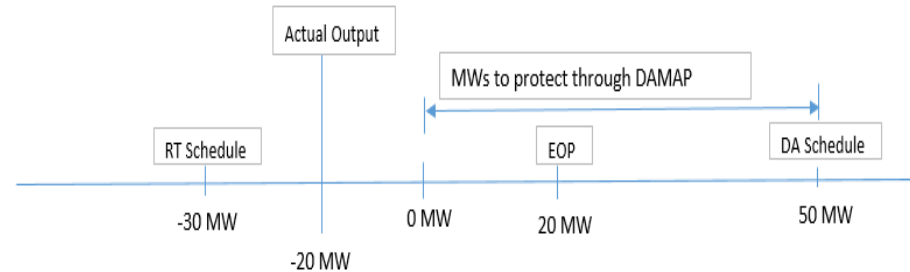 Actual Output
MWs to protect through DAMAP
RT Schedule
EOP
DA Schedule
-30 MW
0 MW
20 MW
50 MW
-20 MW